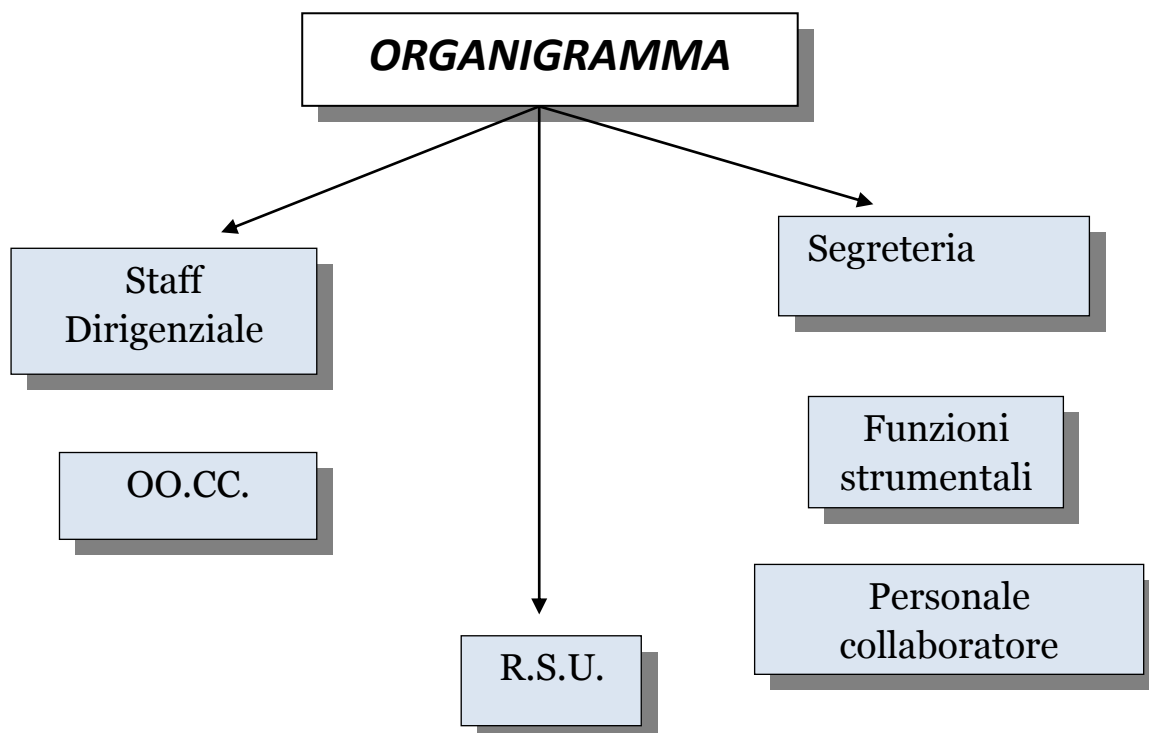 ORGANIGRAMMA
Staff
Dirigenziale
Segreteria
OO.CC.
Funzioni
strumentali
Personale
collaboratore
R.S.U.